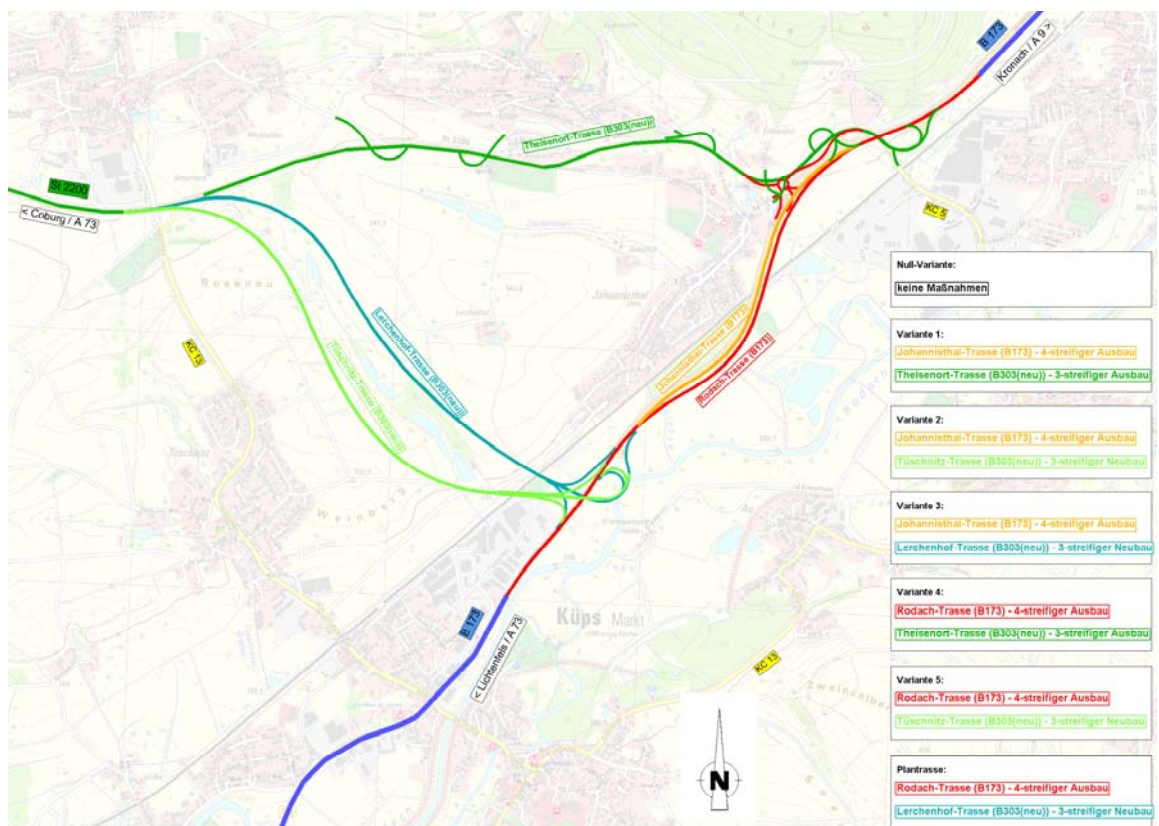 B 173
Kronach / A 9 >
Theisenort-Trasse (B303(neu))
St 2200
< Coburg / A 73
KC 5
Rosenau
Johannisthal
KC 13
Lerchenhof-Trasse (B303(neu))
Tüschnitz-Trasse (B303(neu))
Johannisthal-Trasse (B173)
Rodach-Trasse (B173)
Tüschnitz
Weinberg
Küps Markt
B 173
< Lichtenfels / A 73
KC 13
N
Null-Variante:
keine Maßnahmen
Variante 1:
Johannisthal-Trasse (B173) - 4-streifiger Ausbau
Theisenort-Trasse (B303(neu)) - 3-streifiger Ausbau
Variante 2:
Johannisthal-Trasse (B173) - 4-streifiger Ausbau
Tüschnitz-Trasse (B303(neu)) - 3-streifiger Neubau
Variante 3:
Johannisthal-Trasse (B173) - 4-streifiger Ausbau
Lerchenhof-Trasse (B303(neu)) - 3-streifiger Neubau
Variante 4:
Rodach-Trasse (B173) - 4-streifiger Ausbau
Theisenort-Trasse (B303(neu)) - 3-streifiger Ausbau
Variante 5:
Rodach-Trasse (B173) - 4-streifiger Ausbau
Tüschnitz-Trasse (B303(neu)) - 3-streifiger Neubau
Plantrasse:
Rodach-Trasse (B173) - 4-streifiger Ausbau
Lerchenhof-Trasse (B303(neu)) - 3-streifiger Neubau